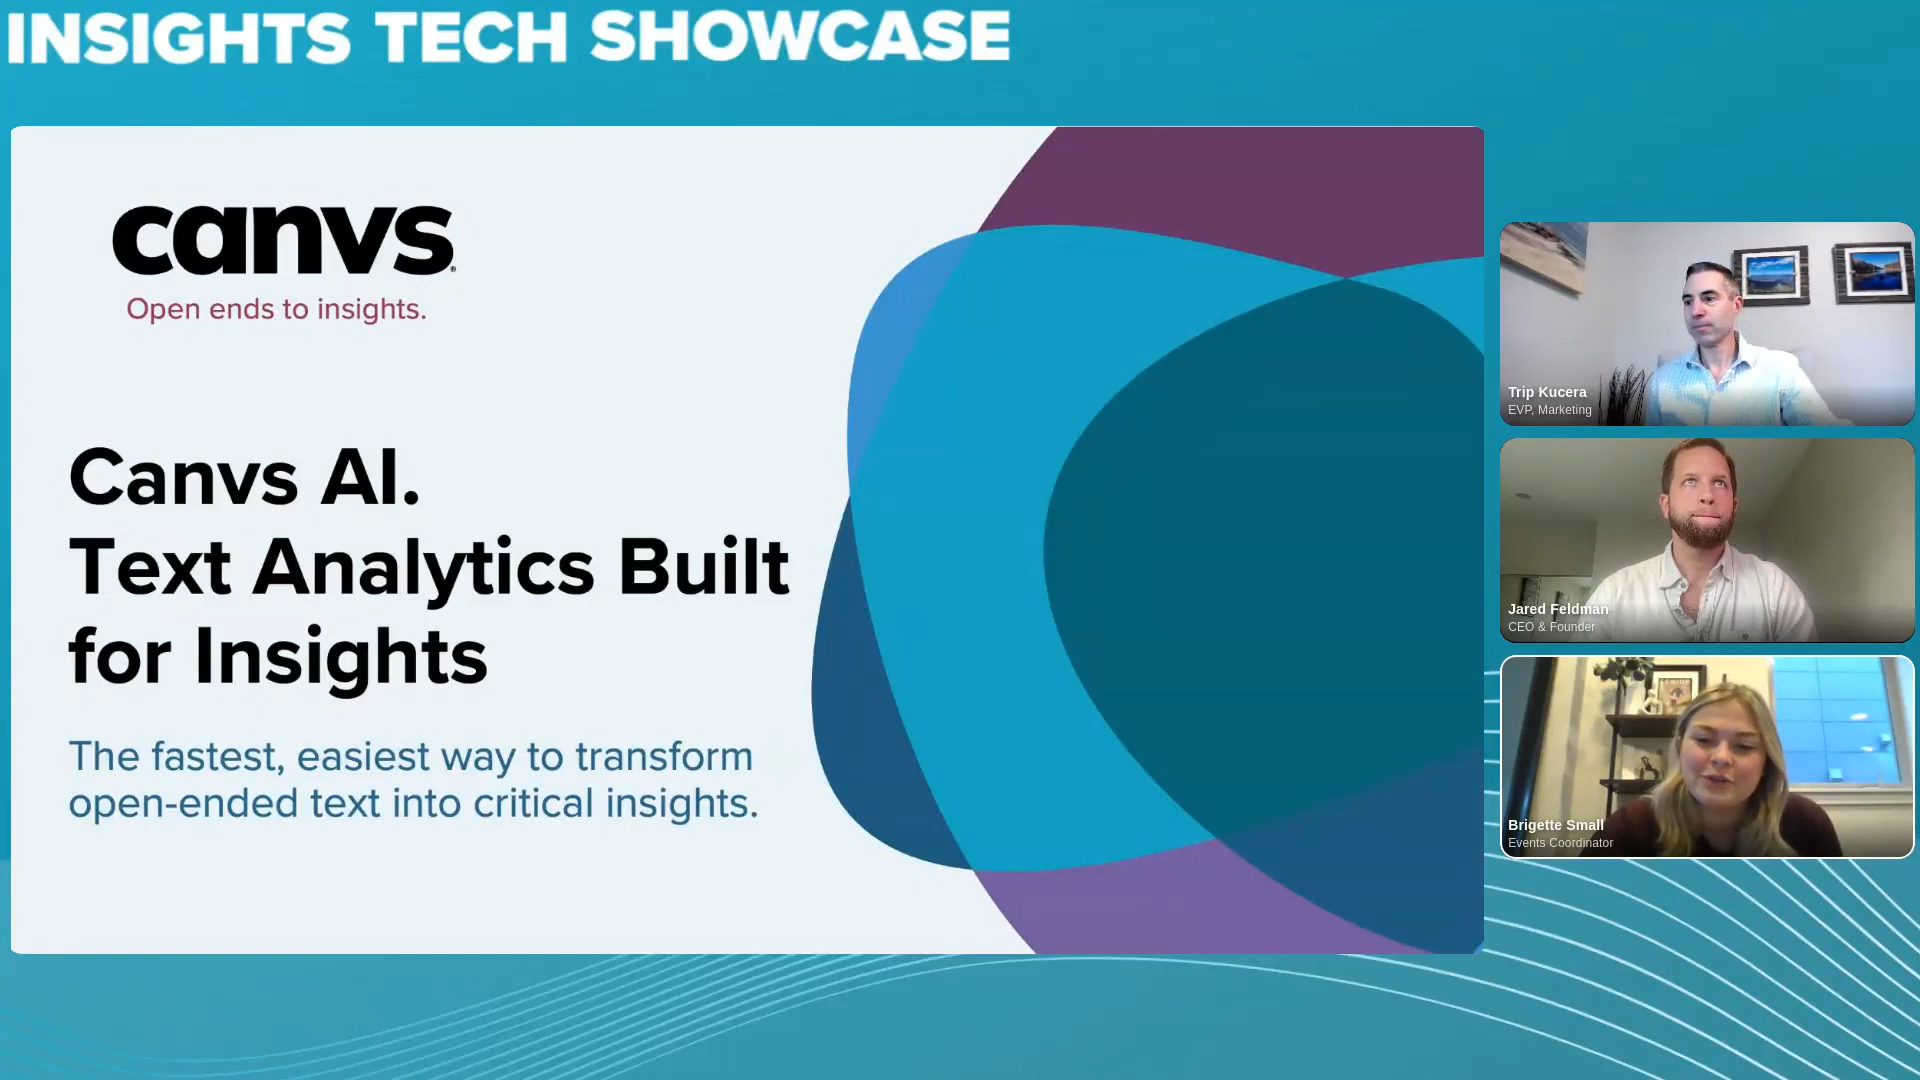 INSIGHTS TECH SHOWCASE
canvs®
Open ends to insights.
Canvs AI.
Text Analytics Built
for Insights
The fastest, easiest way to transform
open-ended text into critical insights.
Trip Kucera
EVP, Marketing
Jared Feldman
CEO & Founder
Brigette Small
Events Coordinator